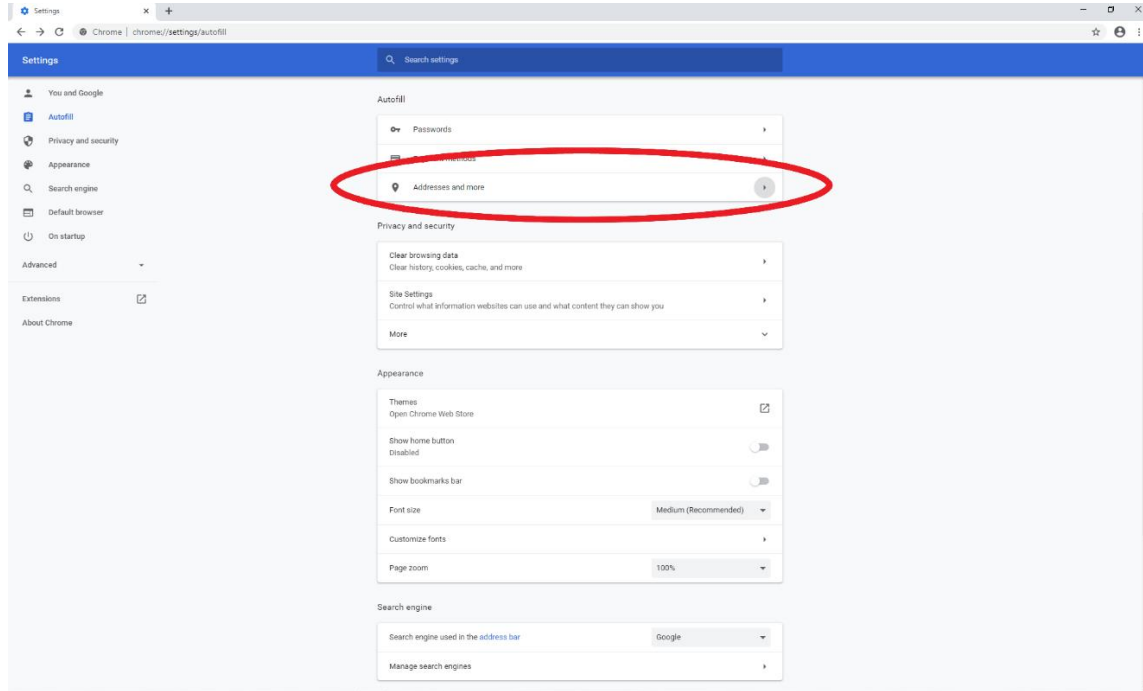 Settings
Chrome | chrome://settings/autofill
Settings
Search settings
You and Google
Autofill
Privacy and security
Appearance
Search engine
Default browser
On startup
Advanced
Extensions
About Chrome
Autofill
Passwords
methods
Addresses and more
Privacy and security
Clear browsing data
Clear history, cookies, cache, and more
Site Settings
Control what information websites can use and what content they can show you
More
Appearance
Themes
Open Chrome Web Store
Show home button
Disabled
Show bookmarks bar
Font size
Medium (Recommended)
Customize fonts
Page zoom
100%
Search engine
Search engine used in the address bar
Google
Manage search engines